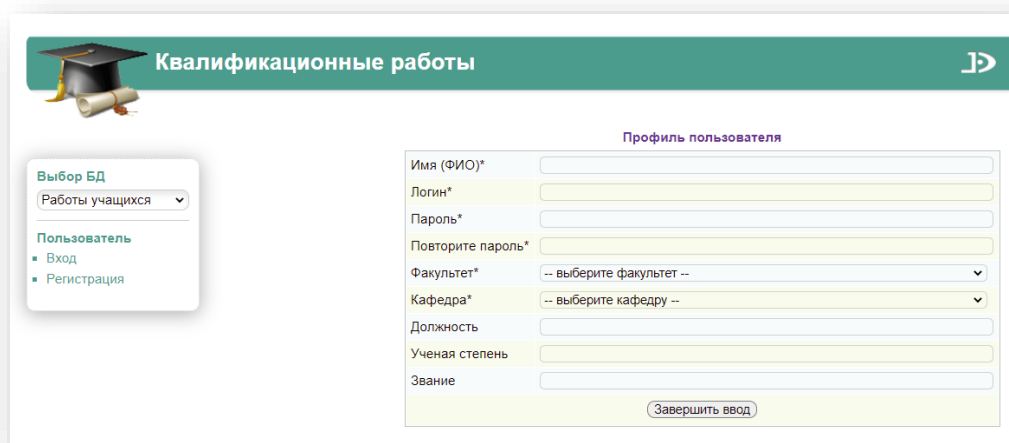 Квалификационные работы
Выбор БД
Работы учащихся
Пользователь
Вход
Регистрация
Профиль пользователя
Имя (ФИО)*
Логин*
Пароль*
Повторите пароль*
Факультет* -- выберите факультет --
Кафедра* -- выберите кафедру --
Должность
Ученая степень
Звание
Завершить ввод